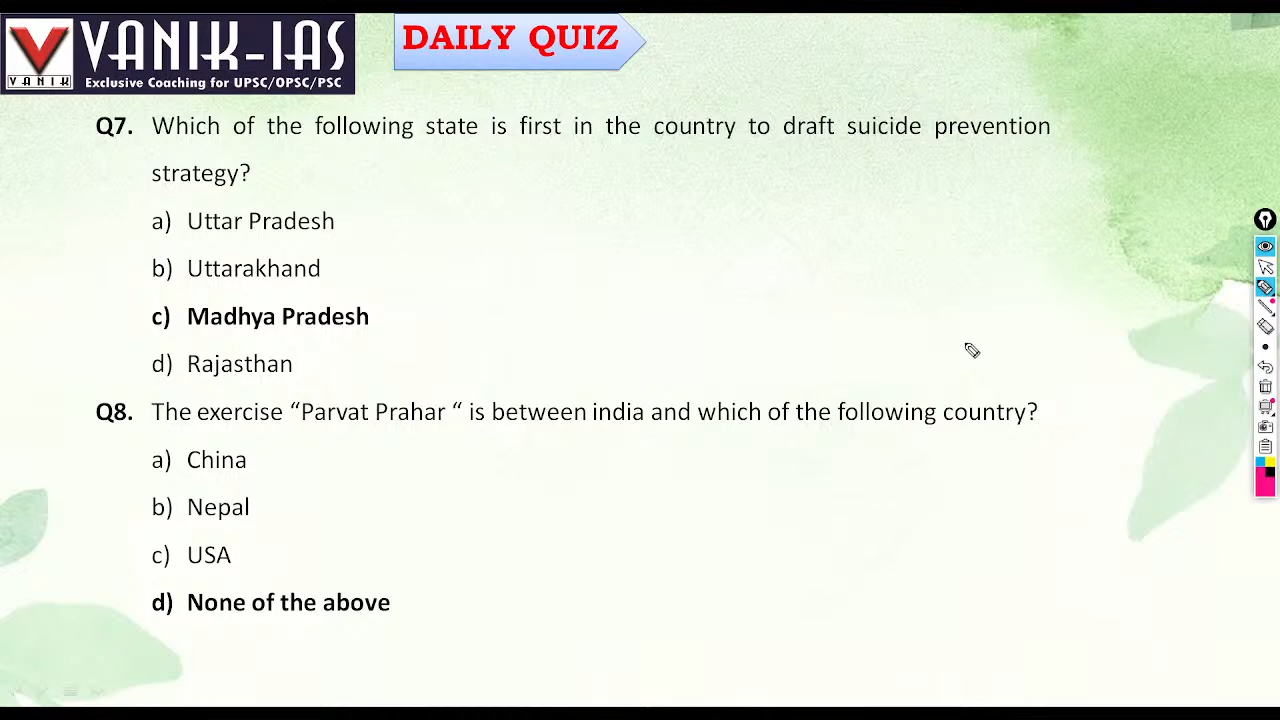 VANIK-IAS
Exclusive Coaching for UPSC/OPSC/PSC
VANIK
DAILY QUIZ
Q7. Which of the following state is first in the country to draft suicide prevention
strategy?
a) Uttar Pradesh
b) Uttarakhand
c) Madhya Pradesh
d) Rajasthan
Q8. The exercise “Parvat Prahar “ is between india and which of the following country?
a) China
b) Nepal
c) USA
d) None of the above